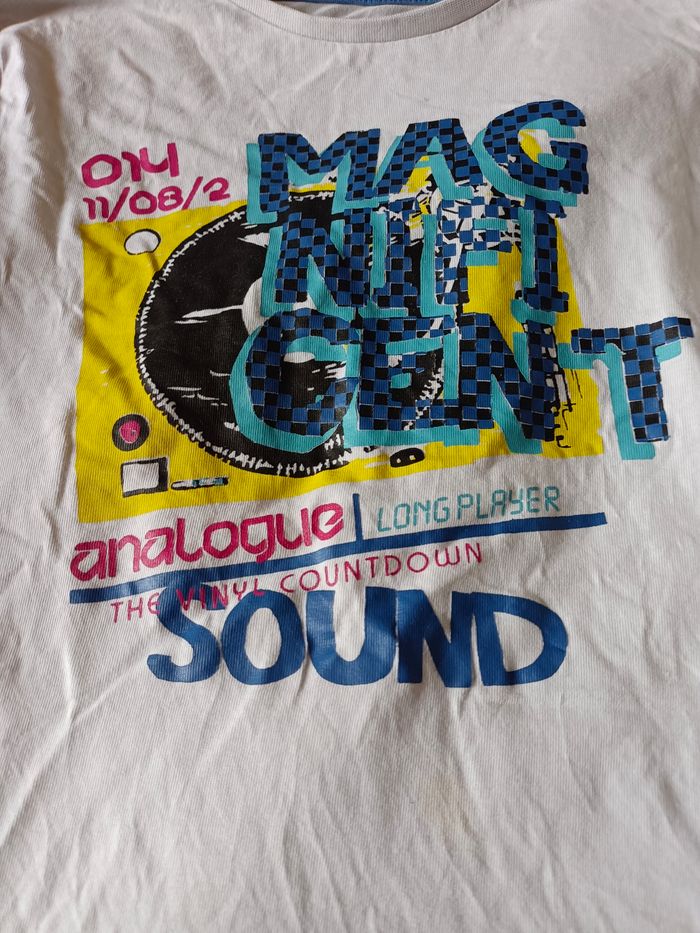 014
11/08/2
MAG
NIFI
CENT
analogue | LONG PLAYER
THE VINYL COUNTDOWN
SOUND